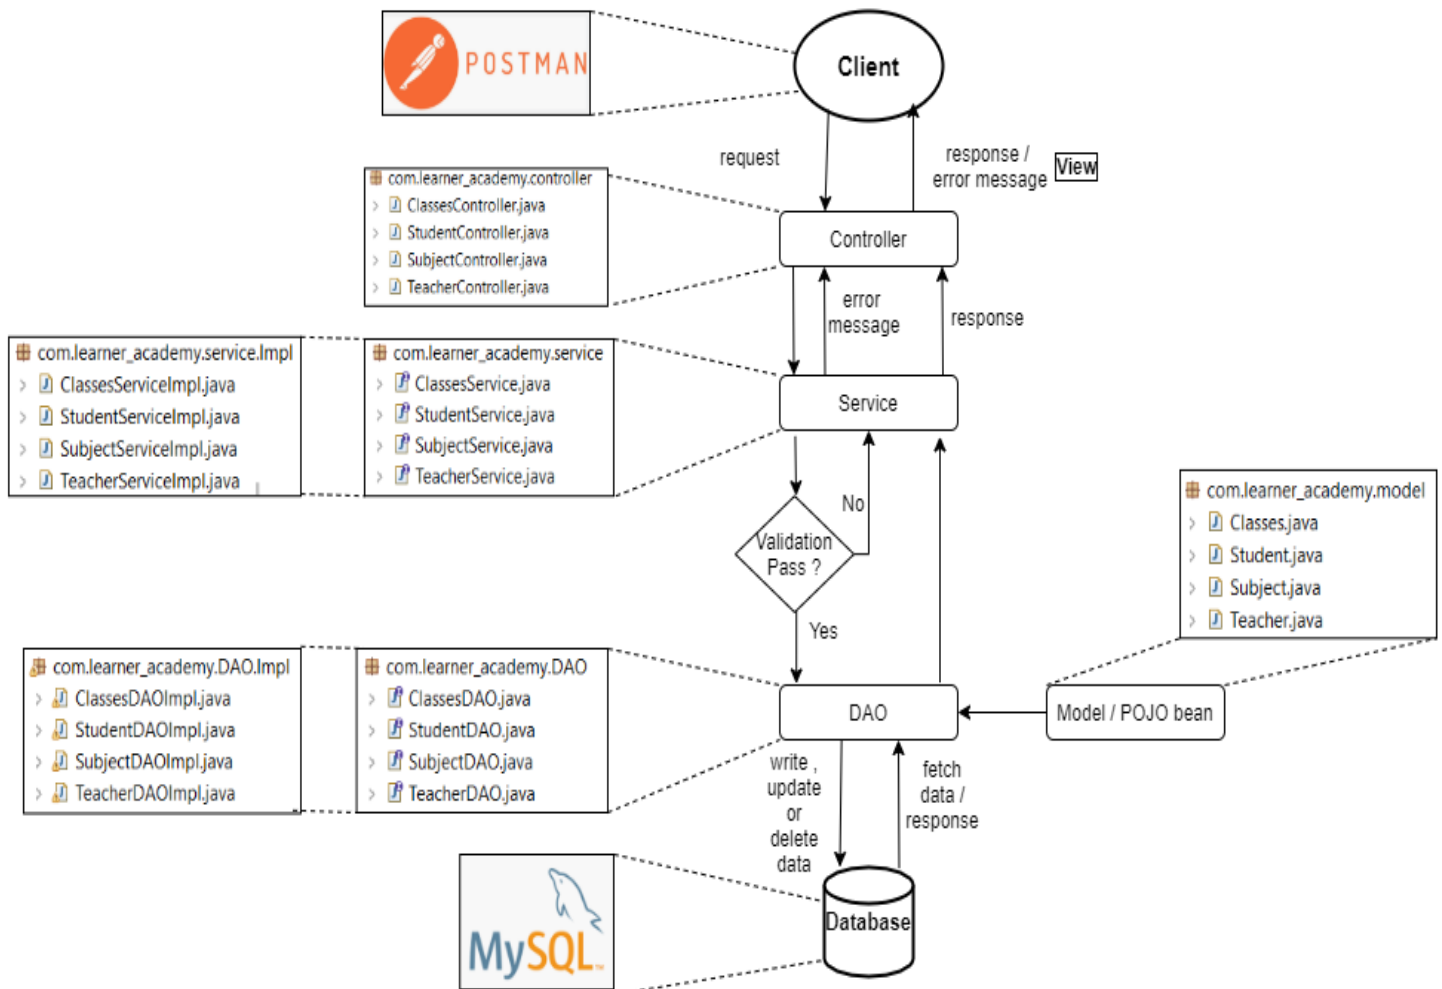 POSTMAN
Client
request
response /
error message
View
com.learner_academy.controller
ClassesController.java
StudentController.java
SubjectController.java
TeacherController.java
Controller
error
message
response
com.learner_academy.service.Impl
ClassesServiceImpl.java
StudentServiceImpl.java
SubjectServiceImpl.java
TeacherServiceImpl.java
com.learner_academy.service
ClassesService.java
StudentService.java
SubjectService.java
TeacherService.java
Service
No
Validation
Pass ?
Yes
com.learner_academy.model
Classes.java
Student.java
Subject.java
Teacher.java
com.learner_academy.DAO.Impl
ClassesDAOImpl.java
StudentDAOImpl.java
SubjectDAOImpl.java
TeacherDAOImpl.java
com.learner_academy.DAO
ClassesDAO.java
StudentDAO.java
SubjectDAO.java
TeacherDAO.java
DAO
Model / POJO bean
write ,
update
or
delete
data
fetch
data /
response
MySQL
Database